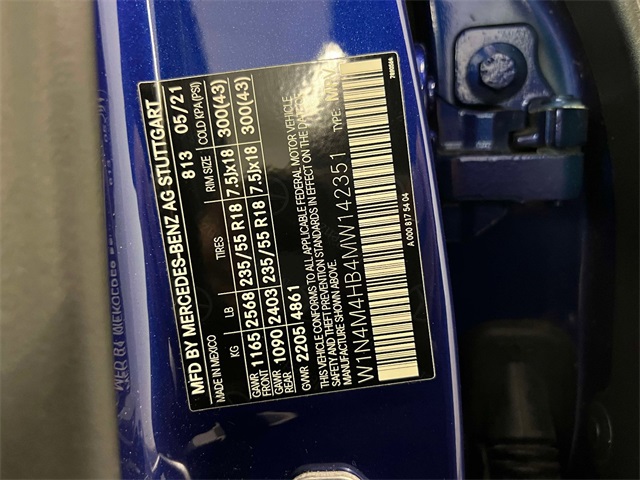 MFD BY MERCEDES-BENZ AG STUTTGART
MADE IN MEXICO 813 05/21
KG LB TIRES RIM SIZE COLD KPA(PSI)
GAWR FRONT 1165 2568 235/55 R18 7.5Jx18 300(43)
GAWR REAR 1090 2403 235/55 R18 7.5Jx18 300(43)
GVWR 2205 4861
THIS VEHICLE CONFORMS TO ALL APPLICABLE FEDERAL MOTOR VEHICLE
SAFETY AND THEFT PREVENTION STANDARDS IN EFFECT ON THE DATE OF
MANUFACTURE SHOWN ABOVE.
W1N4M4HB4MW142351 TYPE:
A 000 817 54 04